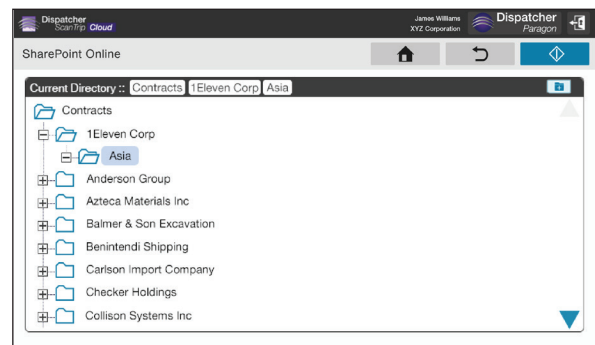 Dispatcher
ScanTrip Cloud
James Williams
XYZ Corporation
Dispatcher
Paragon
SharePoint Online
Current Directory :: Contracts 1Eleven Corp Asia
Contracts
1Eleven Corp
Asia
Anderson Group
Azteca Materials Inc
Balmer & Son Excavation
Benintendi Shipping
Carlson Import Company
Checker Holdings
Collison Systems Inc